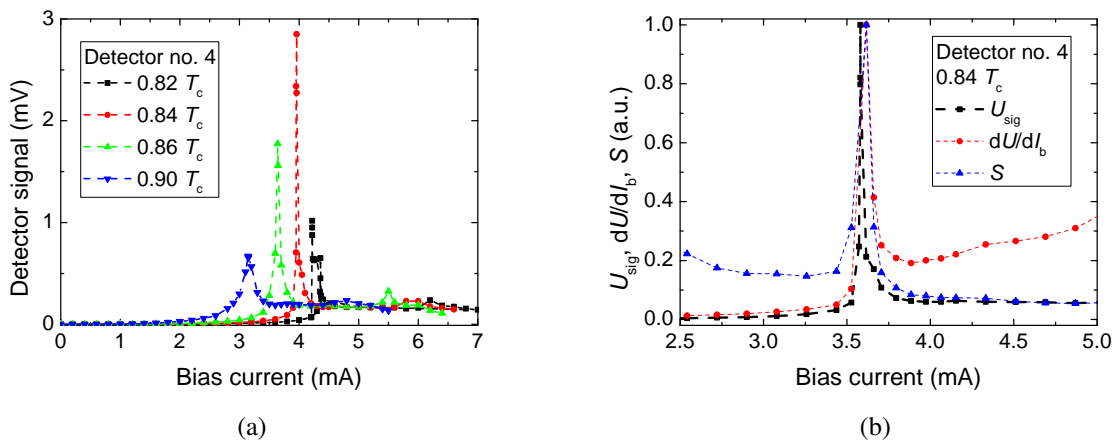 3
2
1
0
Detector signal (mV)
Detector no. 4
0.82 Tc
0.84 Tc
0.86 Tc
0.90 Tc
0 1 2 3 4 5 6 7
Bias current (mA)
(a)
1.0
0.8
0.6
0.4
0.2
0.0
Usig, dU/dIb, S (a.u.)
Detector no. 4
0.84 Tc
Usig
dU/dIb
S
2.5 3.0 3.5 4.0 4.5 5.0
Bias current (mA)
(b)